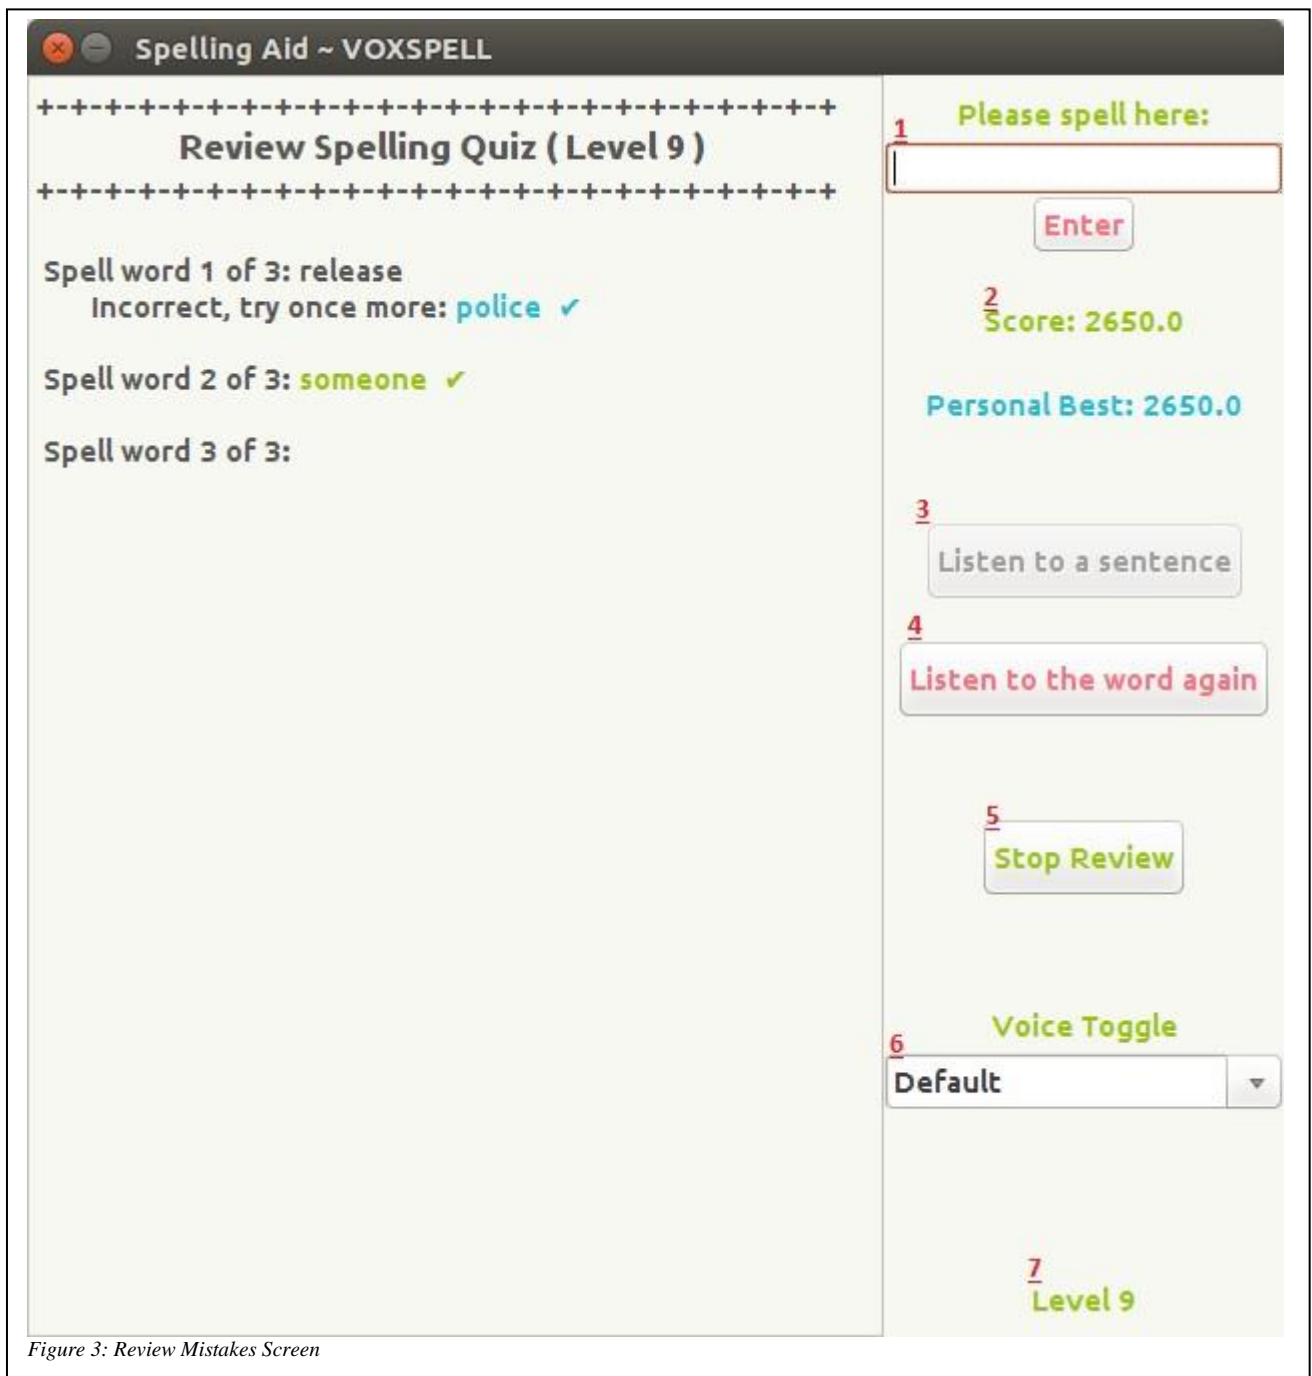 Spelling Aid ~ VOXSPELL
+-+-+-+-+-+-+-+-+-+-+-+-+-+-+-+-+-+-+-+-+-+-+-+
Review Spelling Quiz ( Level 9 )
+-+-+-+-+-+-+-+-+-+-+-+-+-+-+-+-+-+-+-+-+-+-+-+
Spell word 1 of 3: release
Incorrect, try once more: police ✔
Spell word 2 of 3: someone ✔
Spell word 3 of 3:
Please spell here:
1
Enter
2
Score: 2650.0
Personal Best: 2650.0
3
Listen to a sentence
4
Listen to the word again
5
Stop Review
Voice Toggle
6
Default
7
Level 9
Figure 3: Review Mistakes Screen